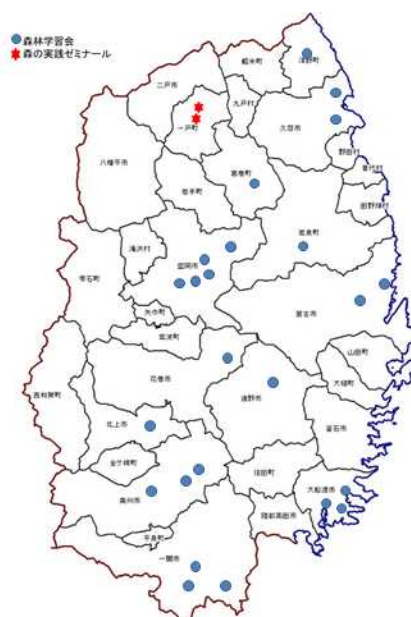 森林学習会
森の実践ゼミナール
軽米町
洋野町
二戸市
九戸村
久慈市
一戸町
八幡平市
野田村
普代村
葛巻町
岩手町
田野畑村
岩泉町
滝沢村
盛岡市
雫石町
宮古市
矢巾町
紫波町
山田町
大槌町
花巻市
遠野市
西和賀町
釜石市
北上市
金ケ崎町
住田町
大船渡市
奥州市
陸前高田市
平泉町
一関市